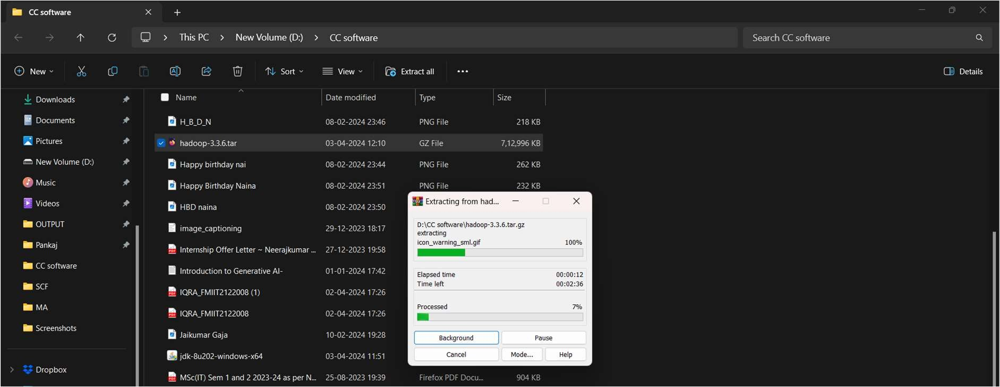 CC software
This PC > New Volume (D:) > CC software
Search CC software
New
Sort
View
Extract all
Details
Downloads
Documents
Pictures
New Volume (D:)
Music
Videos
OUTPUT
Pankaj
CC software
SCF
MA
Screenshots
Dropbox
Name Date modified Type Size
H_B_D_N 08-02-2024 23:46 PNG File 218 KB
hadoop-3.3.6.tar 03-04-2024 12:10 GZ File 7,12,996 KB
Happy birthday nai 08-02-2024 23:44 PNG File 262 KB
Happy Birthday Naina 08-02-2024 23:51 PNG File 232 KB
HBD naina 08-02-2024 23:50
image_captioning 29-12-2023 18:17
Internship Offer Letter ~ Neerajkumar ... 27-12-2023 19:58
Introduction to Generative AI- 01-01-2024 17:42
IQRA_FMIIT2122008 (1) 02-04-2024 17:26
IQRA_FMIIT2122008 02-04-2024 17:26
Jaikumar Gaja 10-02-2024 19:28
jdk-8u202-windows-x64 03-04-2024 11:51
MSc(IT) Sem 1 and 2 2023-24 as per N... 25-08-2023 19:39 Firefox PDF Docu... 904 KB
Extracting from had...
D:\CC software\hadoop-3.3.6.tar.gz
extracting
icon_warning_sml.gif 100%
Elapsed time 00:00:12
Time left 00:02:36
Processed 7%
Background Pause
Cancel Mode... Help